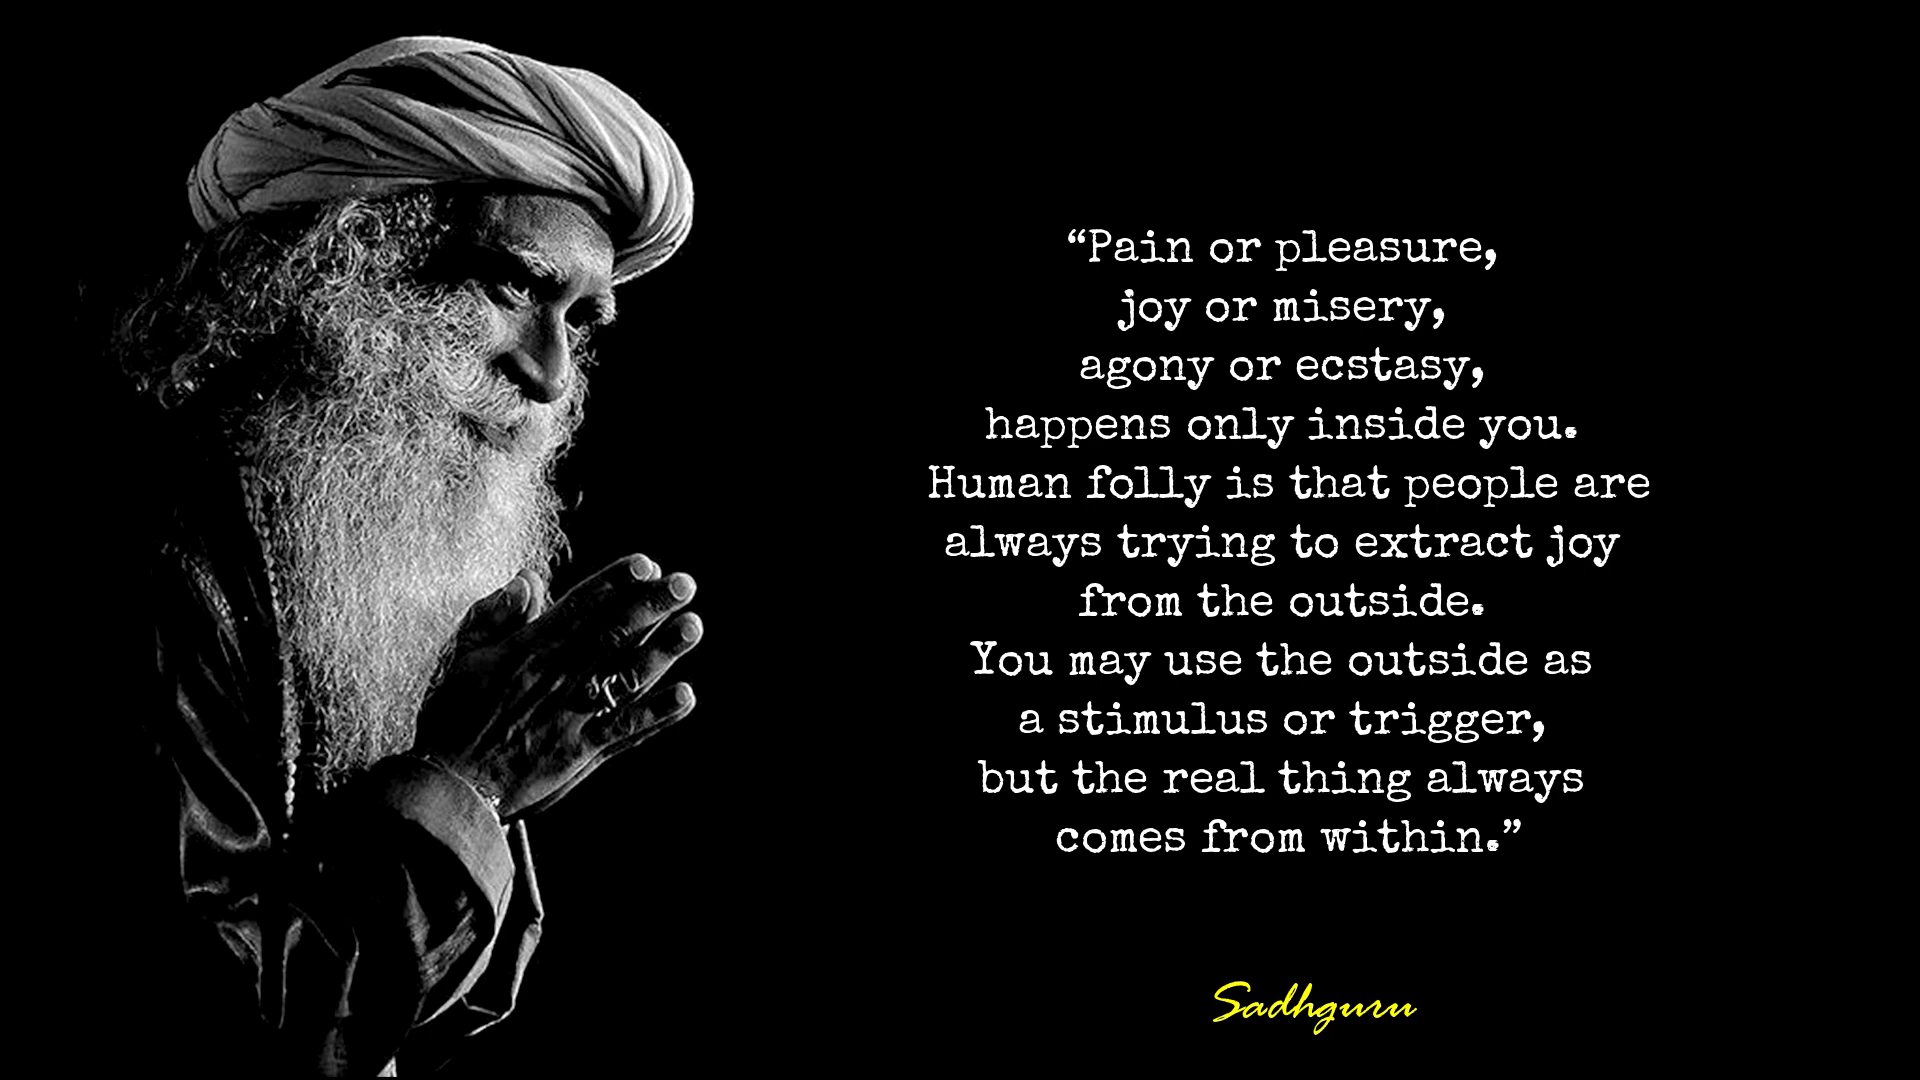 “Pain or pleasure,
joy or misery,
agony or ecstasy,
happens only inside you.
Human folly is that people are
always trying to extract joy
from the outside.
You may use the outside as
a stimulus or trigger,
but the real thing always
comes from within.”
Sadhguru